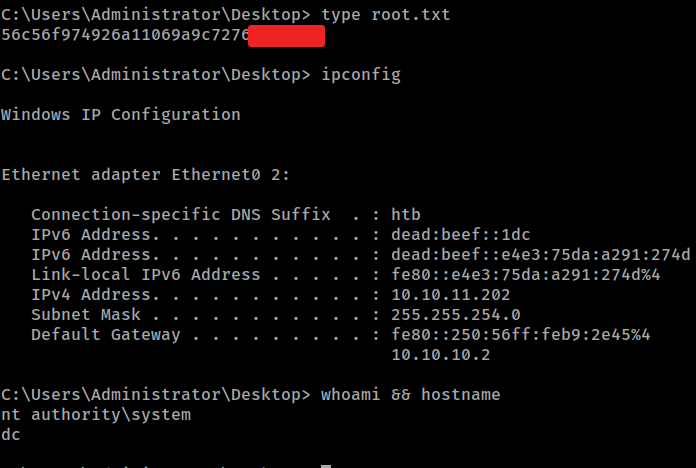 C:\Users\Administrator\Desktop> type root.txt
56c56f974926a11069a9c7276
C:\Users\Administrator\Desktop> ipconfig
Windows IP Configuration
Ethernet adapter Ethernet0 2:
Connection-specific DNS Suffix  . : htb
IPv6 Address. . . . . . . . . . . : dead:beef::1dc
IPv6 Address. . . . . . . . . . . : dead:beef::e4e3:75da:a291:274d
Link-local IPv6 Address . . . . . : fe80::e4e3:75da:a291:274d%4
IPv4 Address. . . . . . . . . . . : 10.10.11.202
Subnet Mask . . . . . . . . . . . : 255.255.254.0
Default Gateway . . . . . . . . . : fe80::250:56ff:feb9:2e45%4
10.10.10.2
C:\Users\Administrator\Desktop> whoami && hostname
nt authority\system
dc